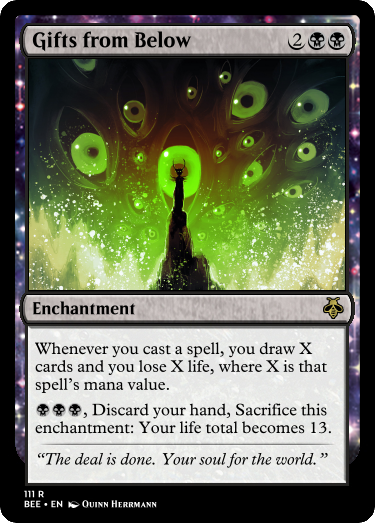 Gifts from Below 2
Enchantment
Whenever you cast a spell, you draw X
cards and you lose X life, where X is that
spell's mana value.
, Discard your hand, Sacrifice this
enchantment: Your life total becomes 13.
“The deal is done. Your soul for the world.”
111 R
BEE • EN Quinn Herrmann